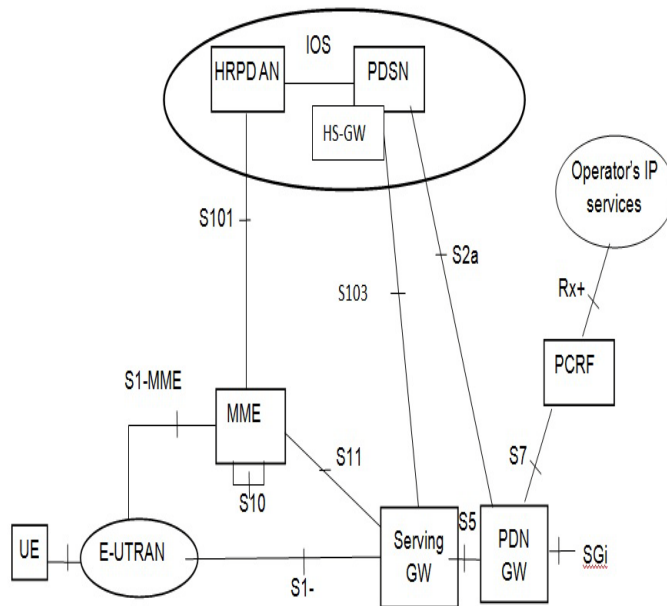 IOS
HRPD AN
PDSN
HS-GW
Operator's IP
services
S101
S2a
S103
Rx+
PCRF
S1-MME
MME
S11
S7
S10
S5
UE
E-UTRAN
Serving
GW
PDN
GW
SGi
S1-